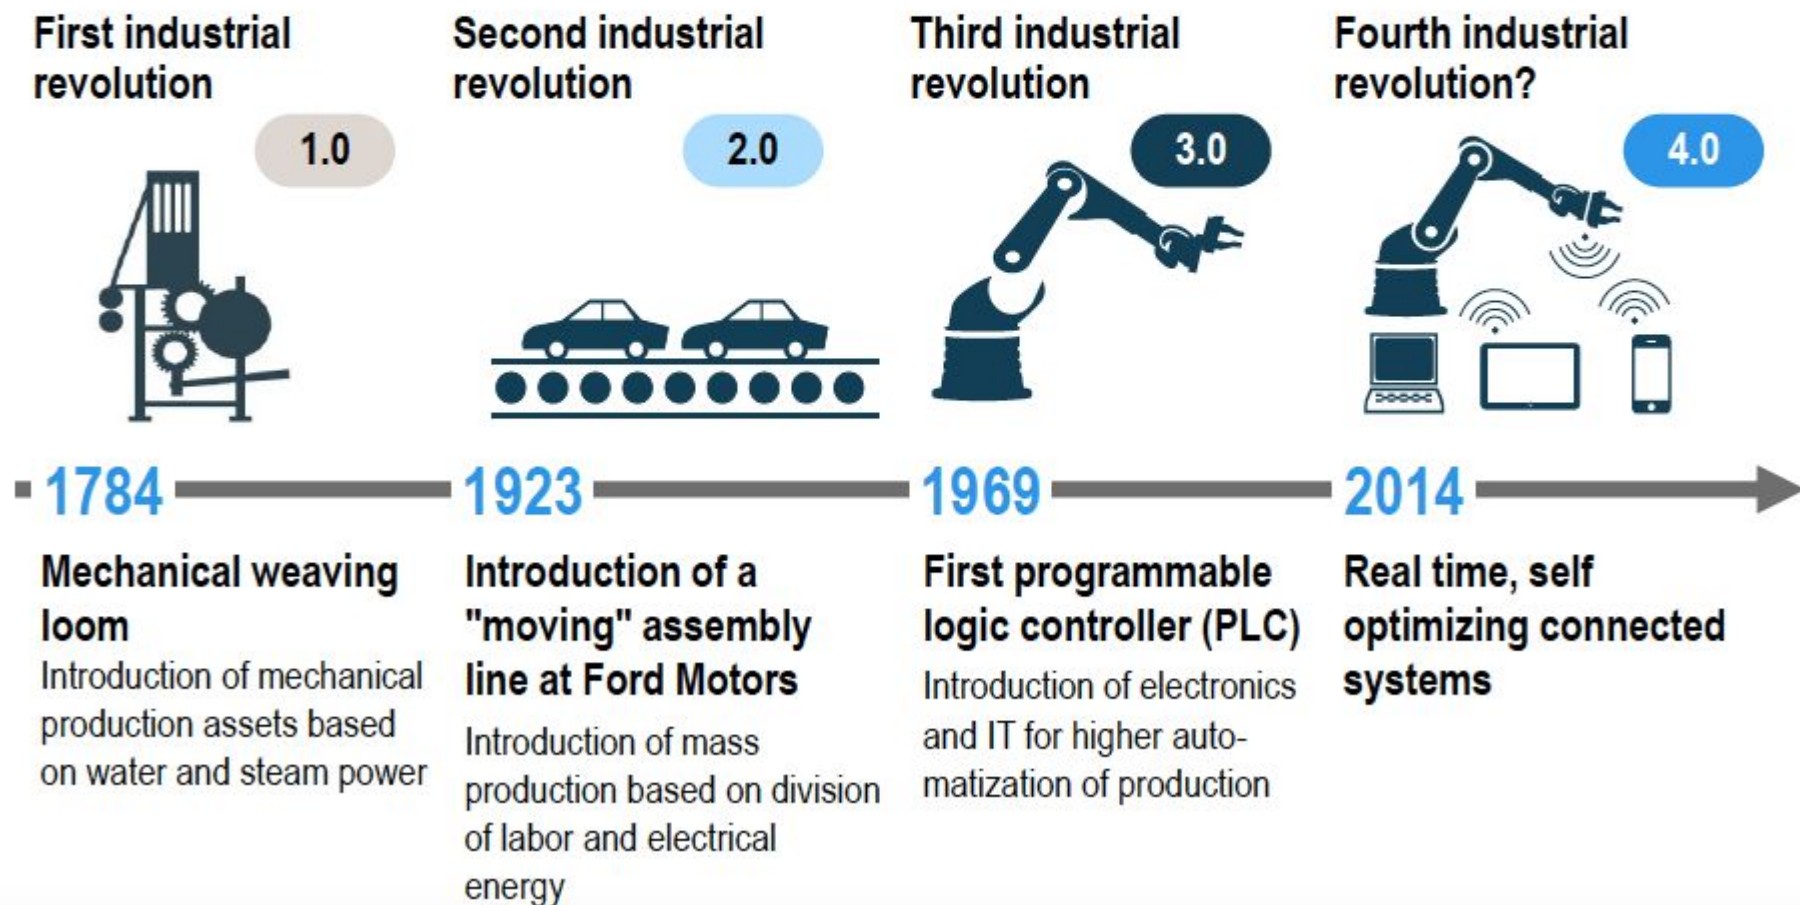 First industrial
revolution
1.0
Second industrial
revolution
2.0
Third industrial
revolution
3.0
Fourth industrial
revolution?
4.0
1784
Mechanical weaving
loom
Introduction of mechanical
production assets based
on water and steam power
1923
Introduction of a
"moving" assembly
line at Ford Motors
Introduction of mass
production based on division
of labor and electrical
energy
1969
First programmable
logic controller (PLC)
Introduction of electronics
and IT for higher auto-
matization of production
2014
Real time, self
optimizing connected
systems